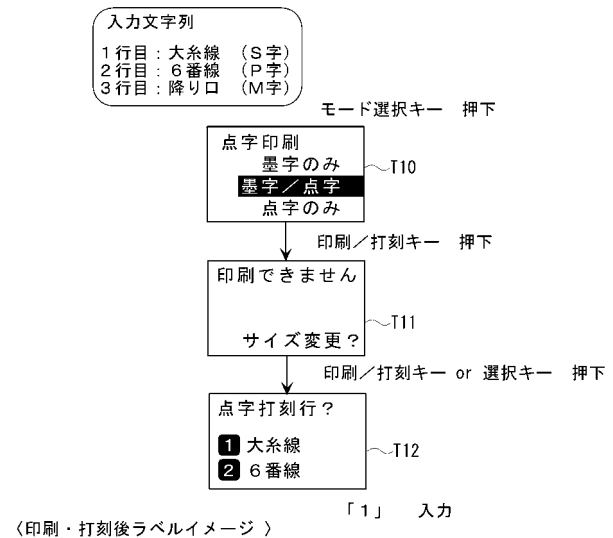 入力文字列
1行目：大糸線　（S字）
2行目：6番線　（P字）
3行目：降り口　（M字）
モード選択キー　押下
点字印刷
墨字のみ
墨字／点字
点字のみ
T10
印刷／打刻キー　押下
印刷できません
サイズ変更？
T11
印刷／打刻キー or 選択キー　押下
点字打刻行？
1 大糸線
2 6番線
T12
「1」　入力
〈印刷・打刻後ラベルイメージ 〉